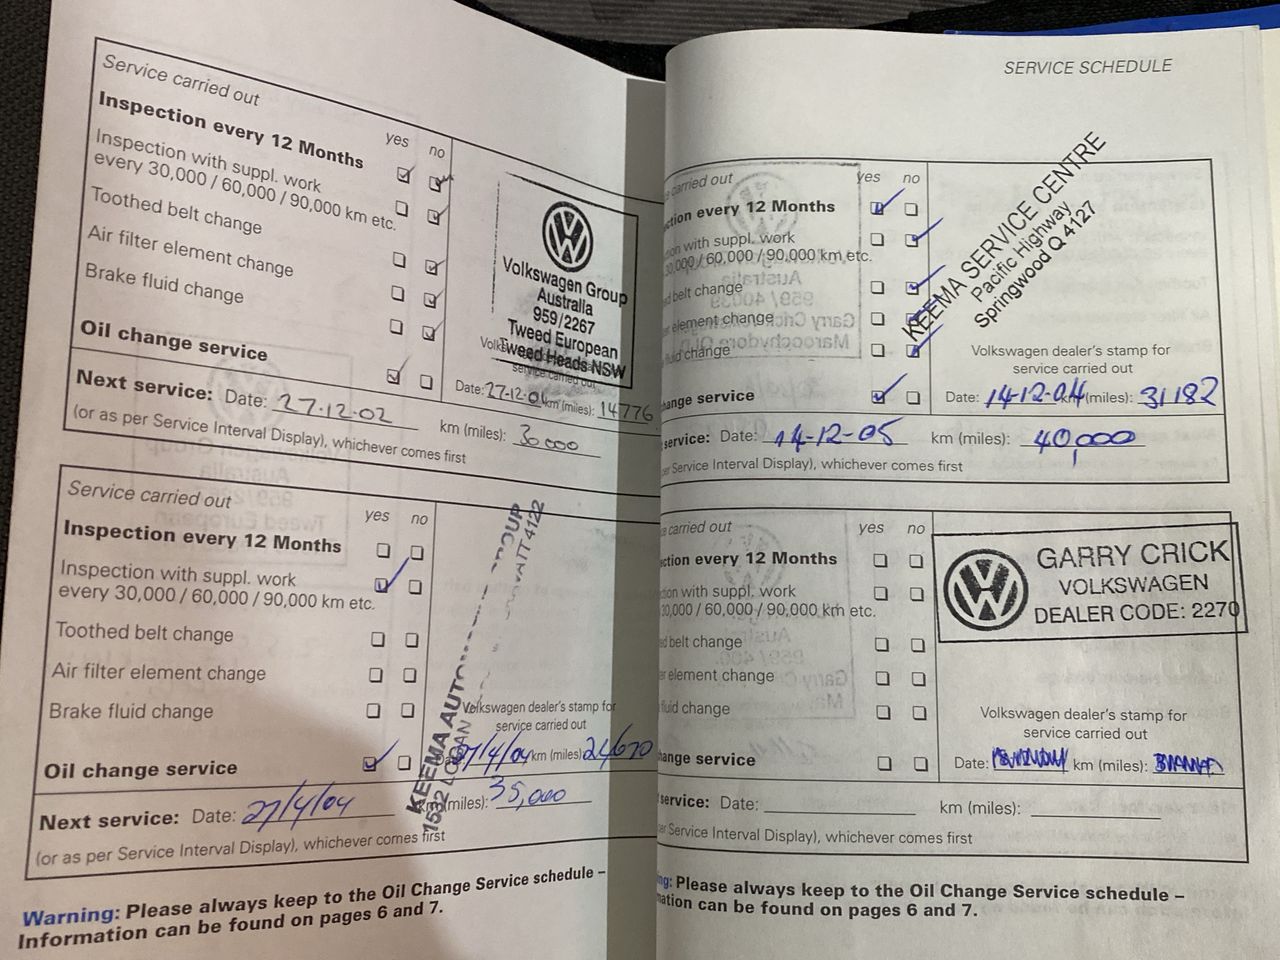 Service carried out
yes no
Inspection every 12 Months
Inspection with suppl. work
every 30,000 / 60,000 / 90,000 km etc.
Toothed belt change
Air filter element change
Brake fluid change
Oil change service
Volkswagen Group
Australia
959/2267
Tweed European
Tweed Heads NSW
service carried out
Date: 27-12-01 km (miles): 14776
Next service: Date: 27-12-02 km (miles): 30000
(or as per Service Interval Display), whichever comes first
Service carried out
yes no
Inspection every 12 Months
Inspection with suppl. work
every 30,000 / 60,000 / 90,000 km etc.
Toothed belt change
Air filter element change
Brake fluid change
Oil change service
KEEMA AUTO
1532 LOGAN
4122
Volkswagen dealer's stamp for
service carried out
27/4/04 km (miles):
Next service: Date: 27/4/04 km (miles): 35,000
(or as per Service Interval Display), whichever comes first
Warning: Please always keep to the Oil Change Service schedule –
Information can be found on pages 6 and 7.
SERVICE SCHEDULE
carried out
yes no
every 12 Months
with suppl. work
60,000 / 90,000 km etc.
belt change
element change
change
service
KEEMA SERVICE CENTRE
Pacific Highway
Springwood Q 4127
Volkswagen dealer's stamp for
service carried out
Date: 14-12-04 km (miles): 31182
service: Date: 14-12-05 km (miles): 40,000
Service Interval Display), whichever comes first
carried out
yes no
every 12 Months
with suppl. work
30,000 / 60,000 / 90,000 km etc.
belt change
element change
change
service
GARRY CRICK
VOLKSWAGEN
DEALER CODE: 2270
Volkswagen dealer's stamp for
service carried out
Date: km (miles):
service: Date: km (miles):
Service Interval Display), whichever comes first
Please always keep to the Oil Change Service schedule –
can be found on pages 6 and 7.